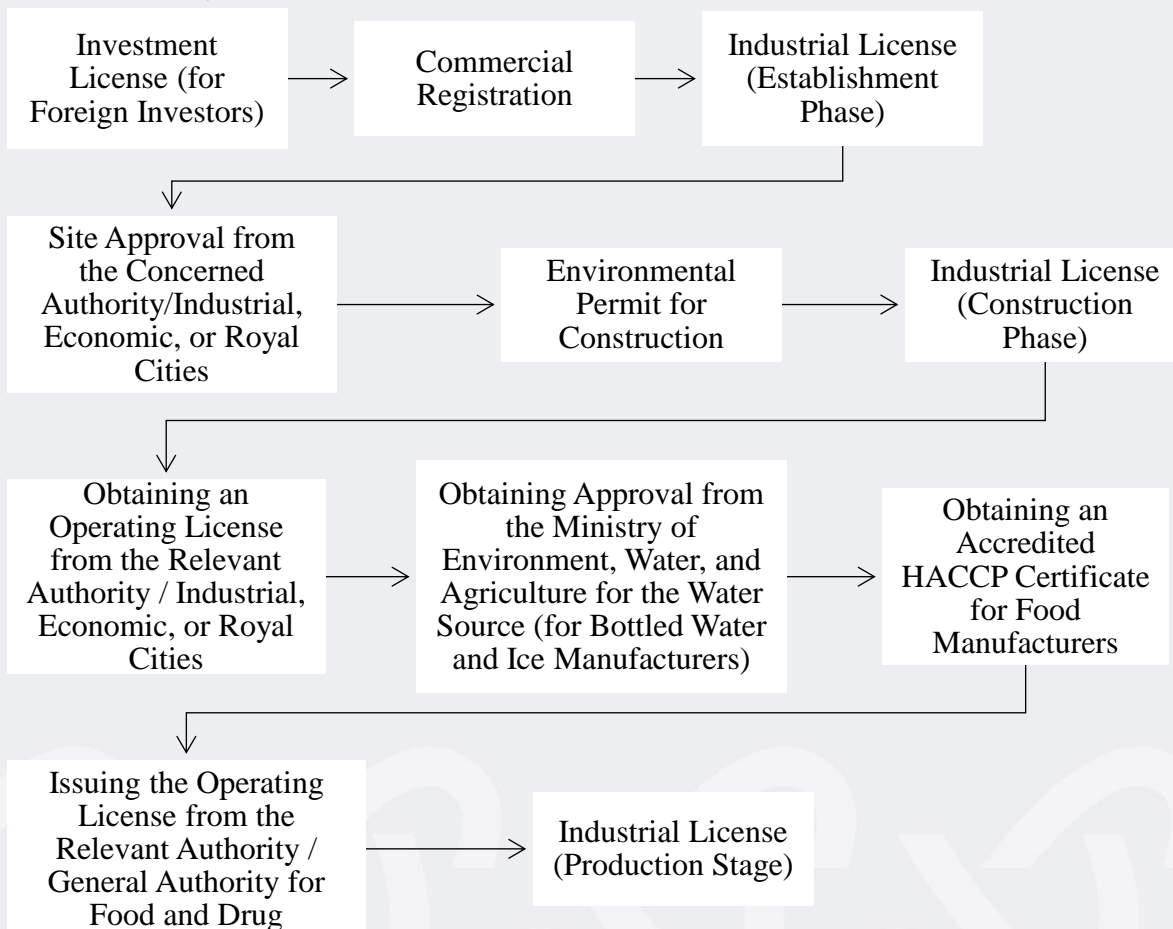 Investment
License (for
Foreign Investors)
Commercial
Registration
Industrial License
(Establishment
Phase)
Site Approval from
the Concerned
Authority/Industrial,
Economic, or Royal
Cities
Environmental
Permit for
Construction
Industrial License
(Construction
Phase)
Obtaining an
Operating License
from the Relevant
Authority / Industrial,
Economic, or Royal
Cities
Obtaining Approval from
the Ministry of
Environment, Water, and
Agriculture for the Water
Source (for Bottled Water
and Ice Manufacturers)
Obtaining an
Accredited
HACCP Certificate
for Food
Manufacturers
Issuing the Operating
License from the
Relevant Authority /
General Authority for
Food and Drug
Industrial License
(Production Stage)